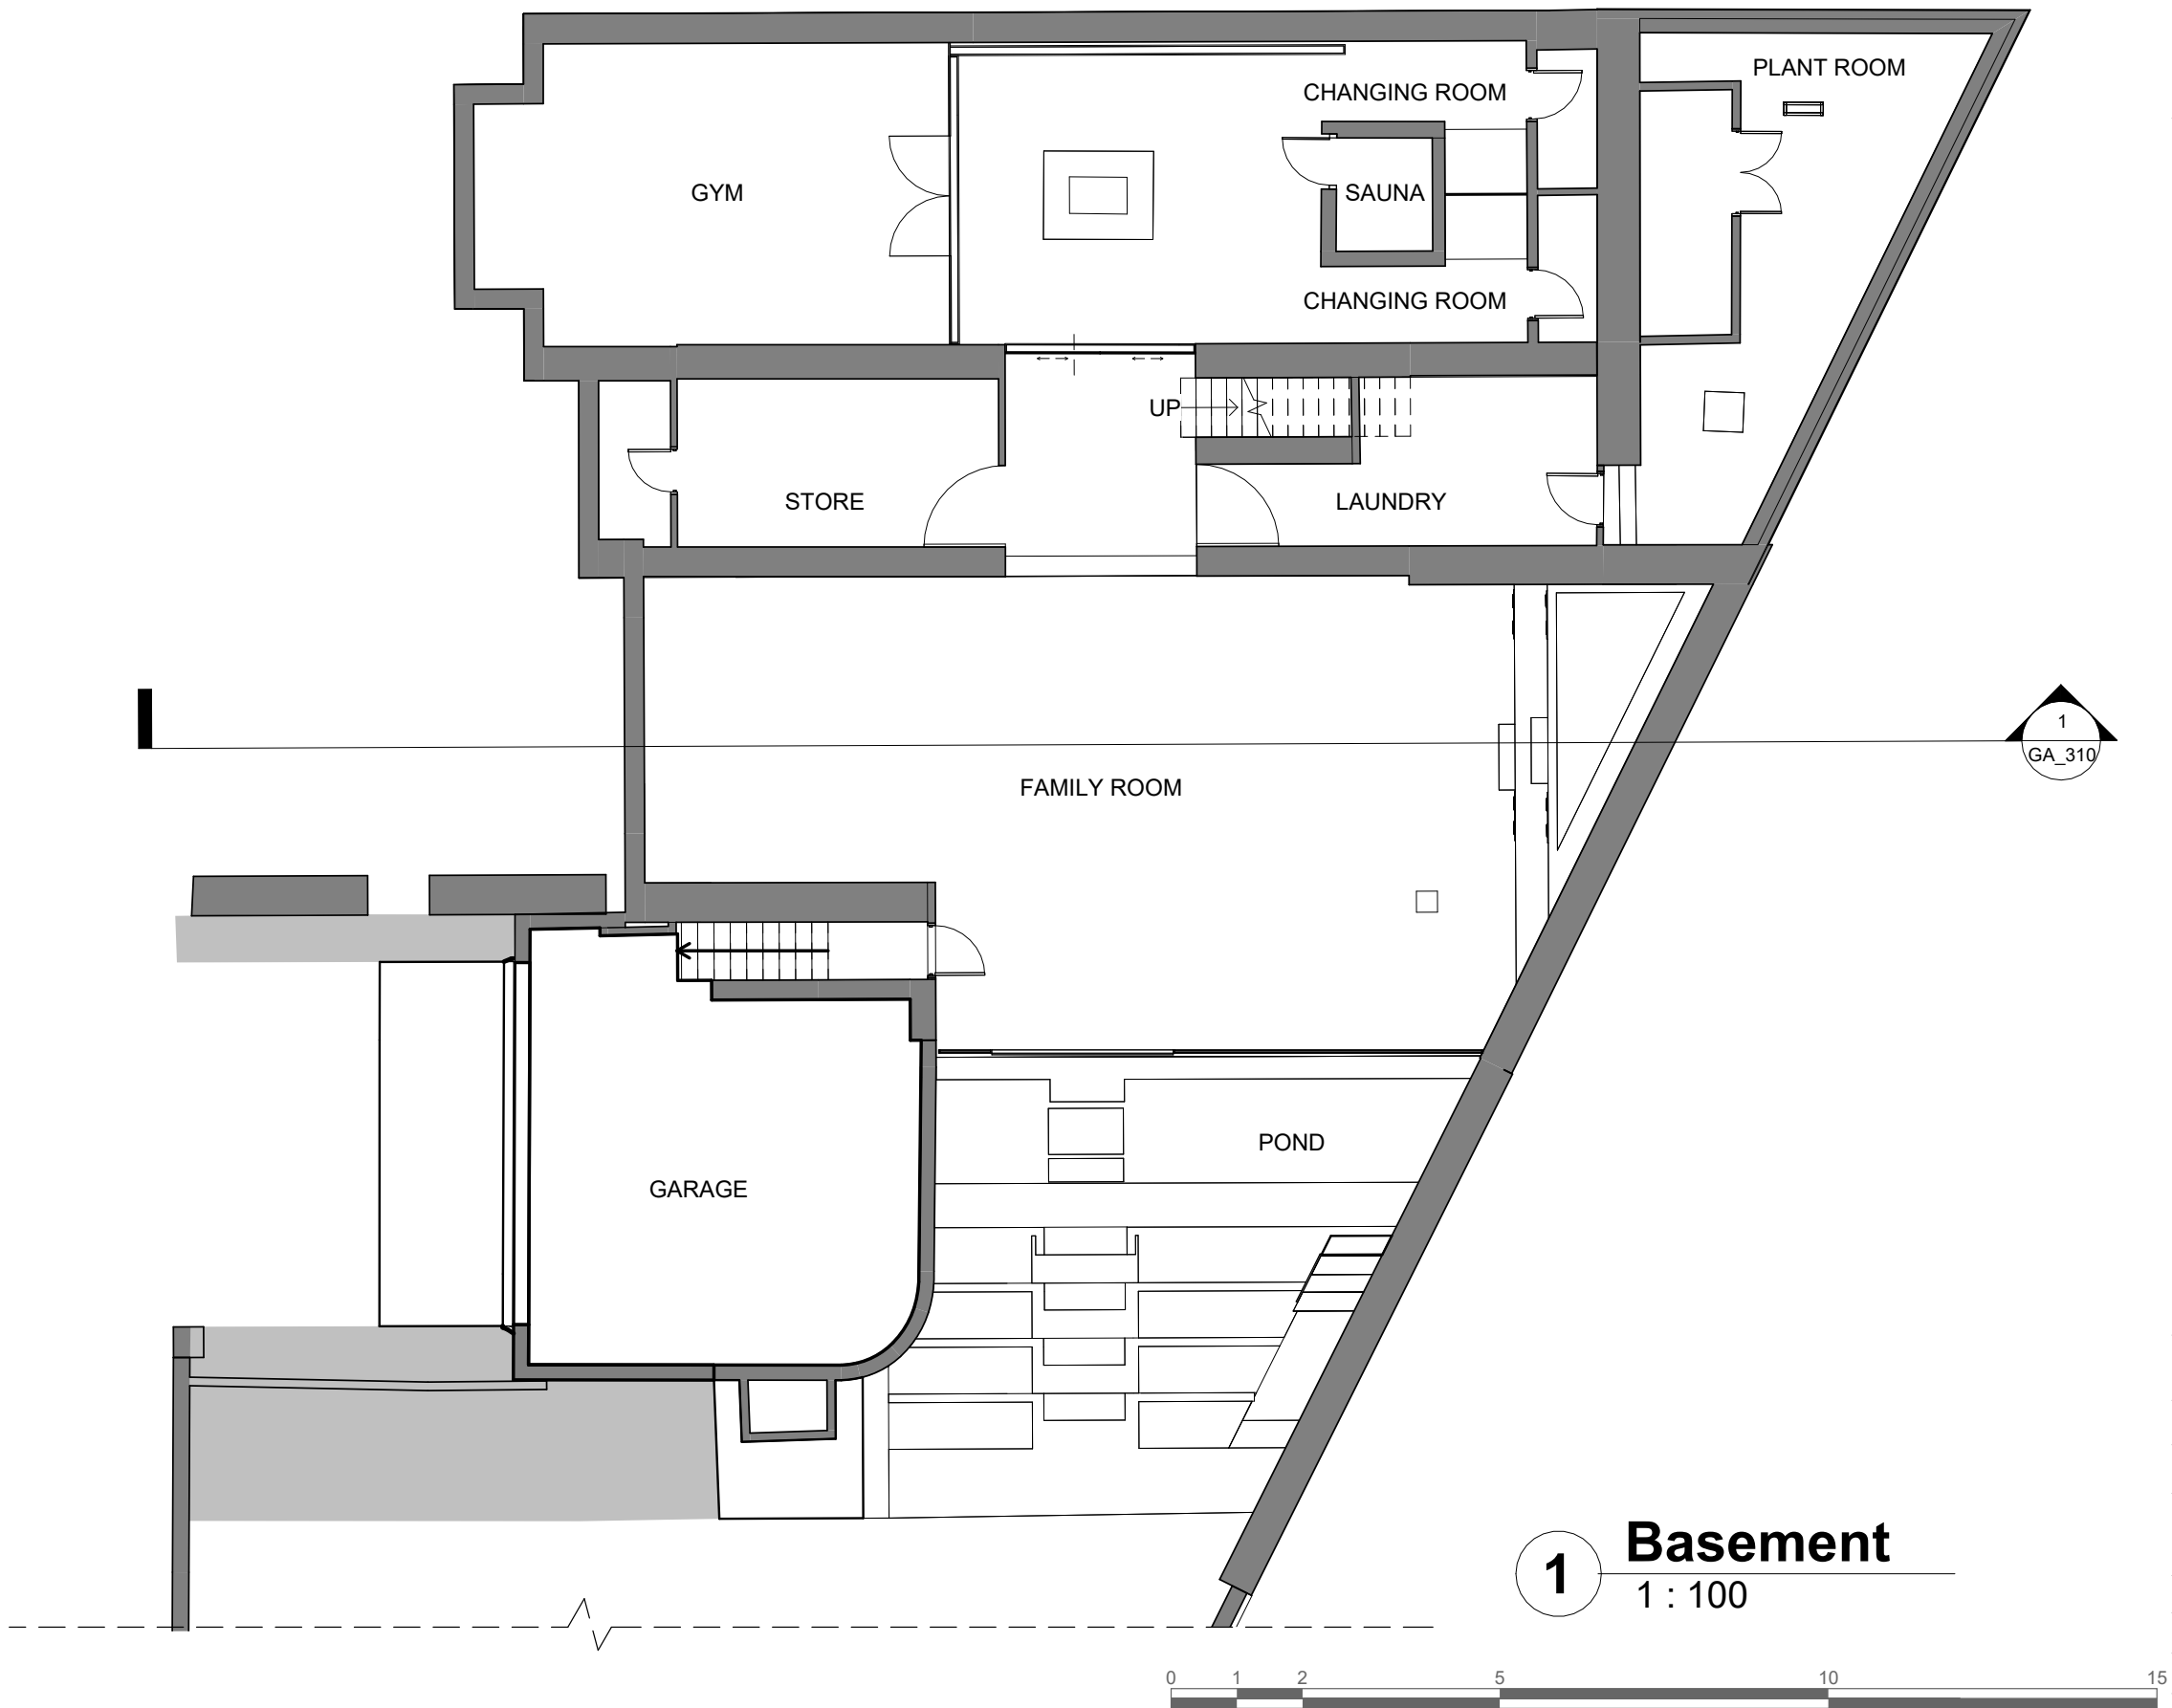 PLANT ROOM
CHANGING ROOM
GYM
SAUNA
CHANGING ROOM
UP
STORE
LAUNDRY
1
GA_310
FAMILY ROOM
POND
GARAGE
1
Basement
1 : 100
0 1 2 5 10 15